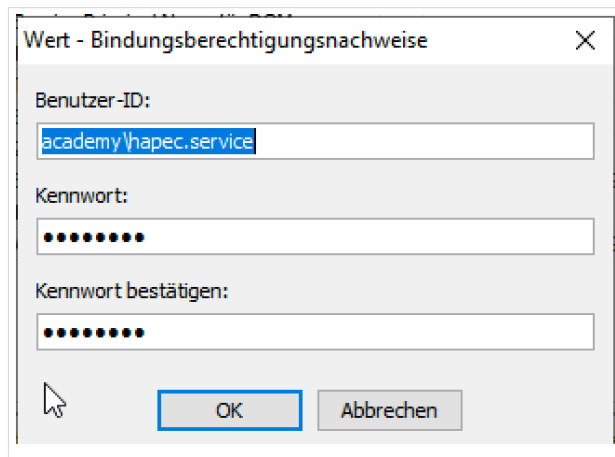 Wert - Bindungsberechtigungsnachweise
Benutzer-ID:
academy\hapec.service
Kennwort:
●●●●●●●●
Kennwort bestätigen:
●●●●●●●●
OK
Abbrechen